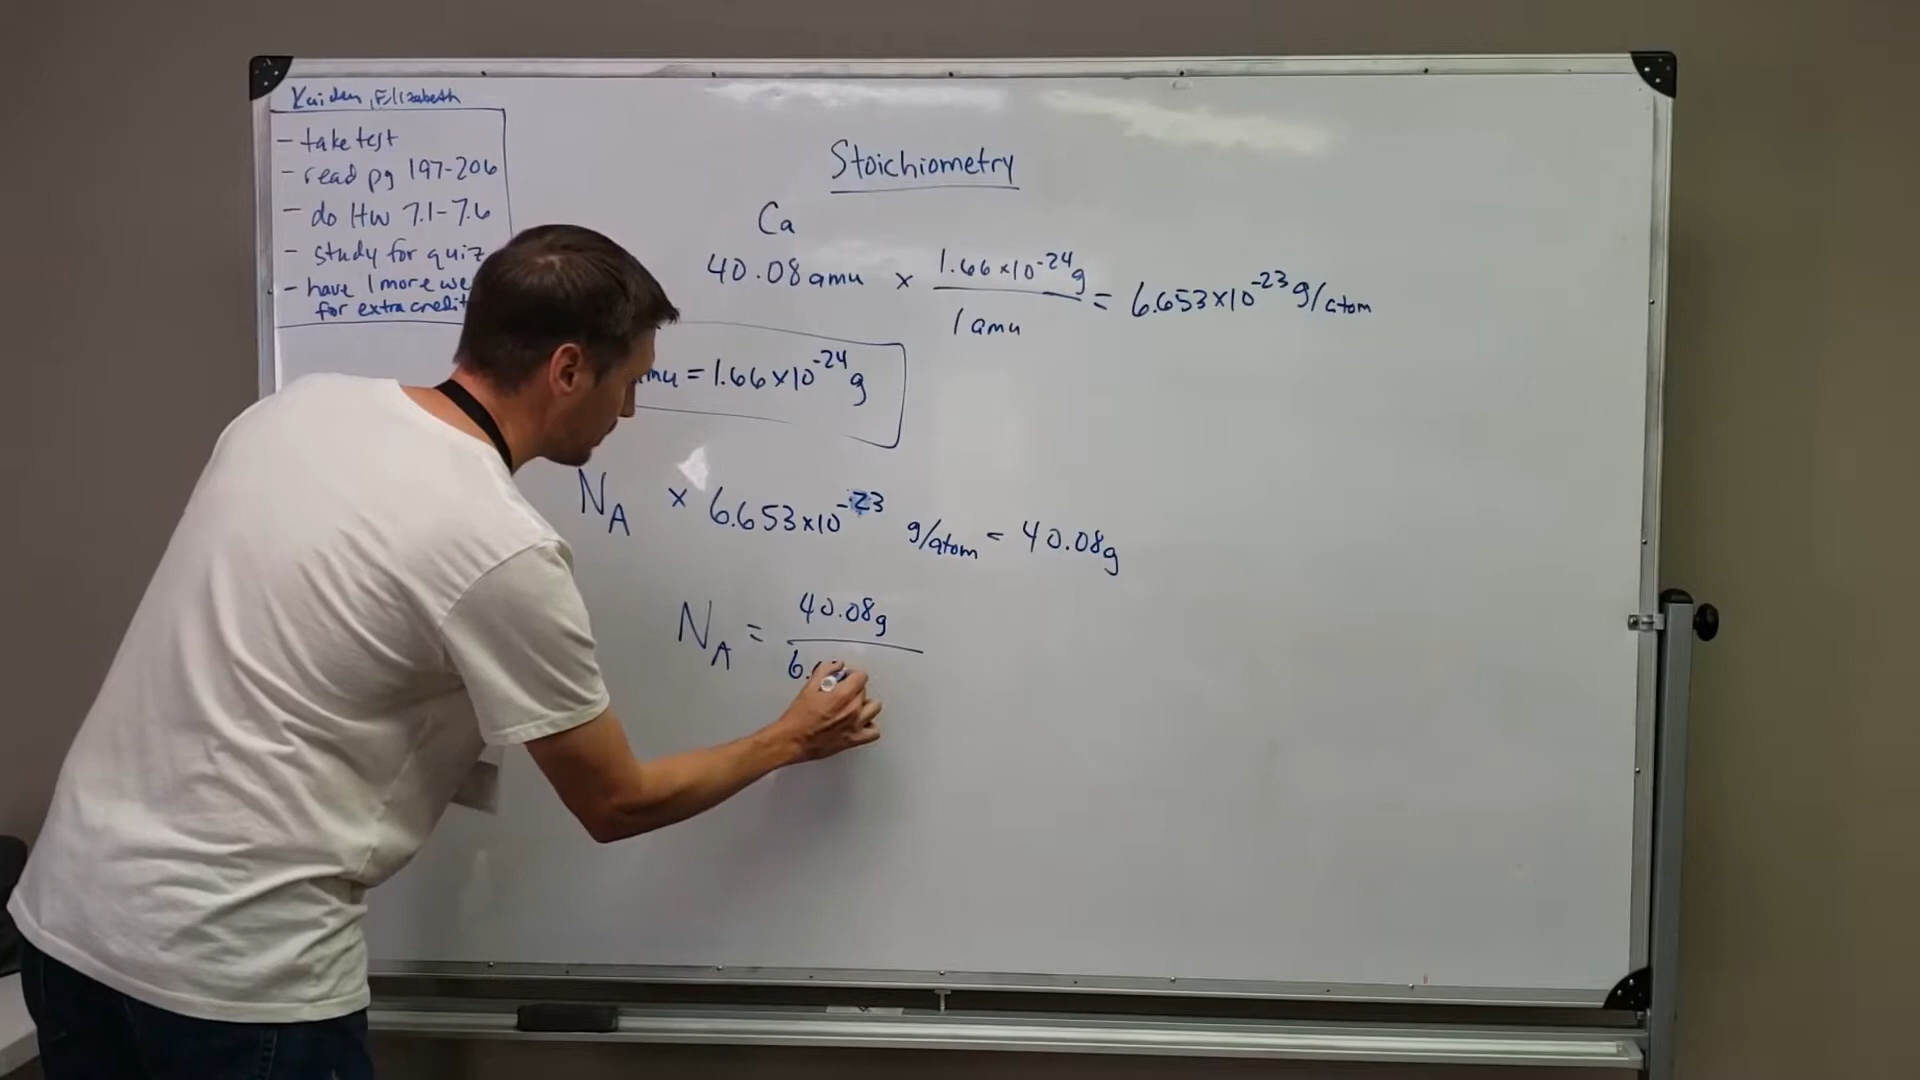 Kaiden, Elizabeth
- take test
- read pg 197-206
- do HW 7.1-7.6
- study for quiz
- have 1 more
for extra credit
Stoichiometry
Ca
40.08 amu × 1.66×10⁻²⁴g / 1 amu = 6.653×10⁻²³ g/atom
= 1.66×10⁻²⁴ g
N_A × 6.653×10⁻²³ g/atom = 40.08g
N_A = 40.08g
6.